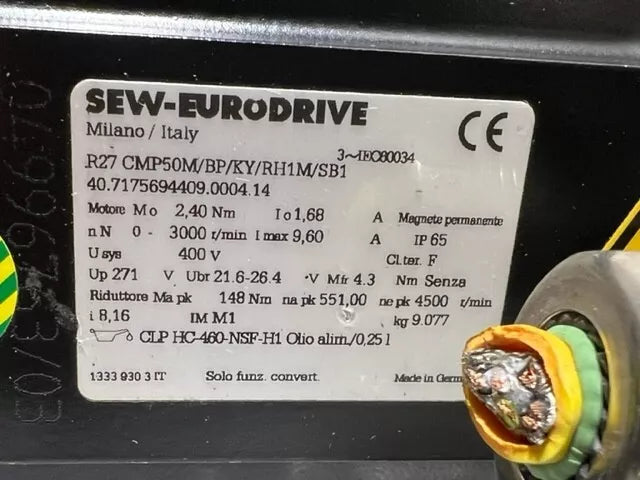 SEW-EURODRIVE
Milano / Italy
CE
3~IEC60034
R27 CMP50M/BP/KY/RH1M/SB1
40.7175694409.0004.14
Motore Mo 2,40 Nm Io 1,68 A Magnete permanente
nN 0- 3000 r/min Imax 9,60 A IP 65
Usys 400 V Cl.ter. F
Up 271 V Ubr 21.6-26.4 V Mfr 4.3 Nm Senza
Riduttore Ma pk 148 Nm na pk 551,00 ne pk 4500 r/min
i 8,16 IM M1 kg 9.077
CLP HC-460-NSF-H1 Olio alim./0,25 l
1333 930 3 IT Solo funz. convert. Made in Germ